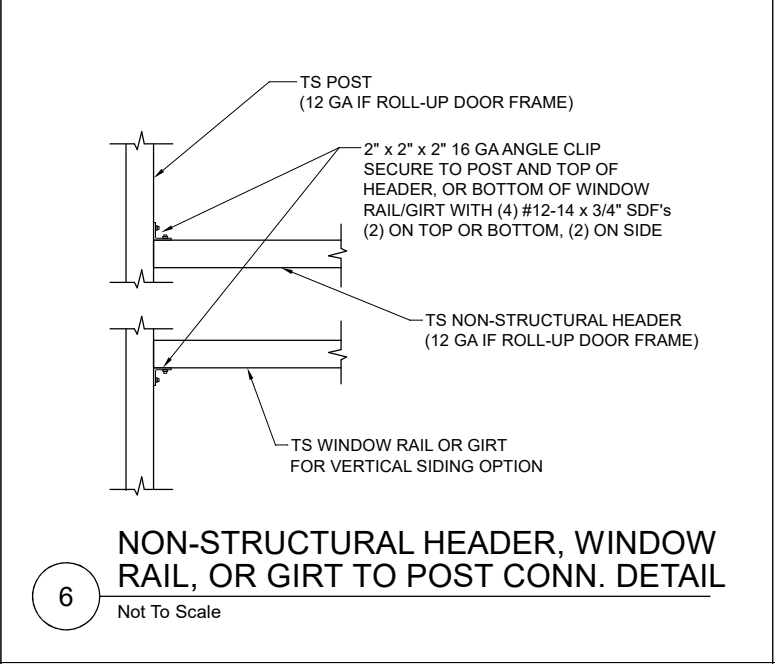 TS POST
(12 GA IF ROLL-UP DOOR FRAME)
2" x 2" x 2" 16 GA ANGLE CLIP
SECURE TO POST AND TOP OF
HEADER, OR BOTTOM OF WINDOW
RAIL/GIRT WITH (4) #12-14 x 3/4" SDF's
(2) ON TOP OR BOTTOM, (2) ON SIDE
TS NON-STRUCTURAL HEADER
(12 GA IF ROLL-UP DOOR FRAME)
TS WINDOW RAIL OR GIRT
FOR VERTICAL SIDING OPTION
6
NON-STRUCTURAL HEADER, WINDOW
RAIL, OR GIRT TO POST CONN. DETAIL
Not To Scale